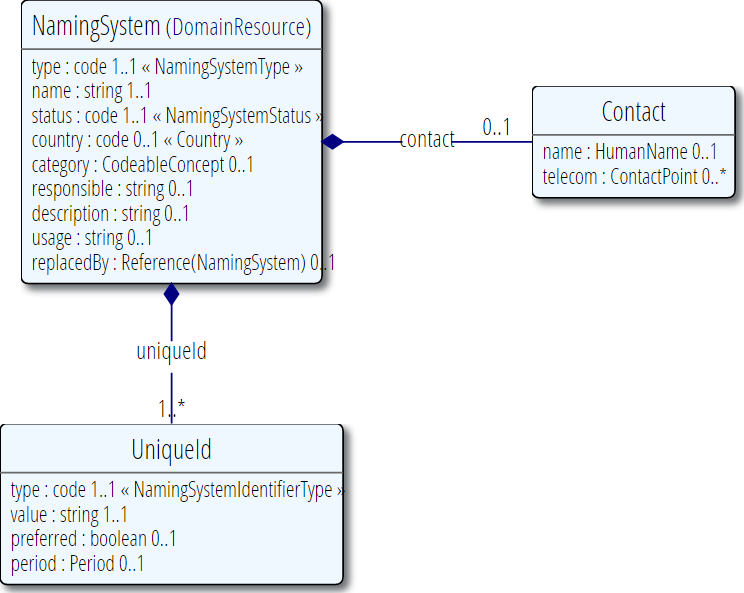 NamingSystem (DomainResource)
type : code 1..1 « NamingSystemType »
name : string 1..1
status : code 1..1 « NamingSystemStatus »
country : code 0..1 « Country »
category : CodeableConcept 0..1
responsible : string 0..1
description : string 0..1
usage : string 0..1
replacedBy : Reference(NamingSystem) 0..1
contact
0..1
Contact
name : HumanName 0..1
telecom : ContactPoint 0..*
uniqueId
1..*
UniqueId
type : code 1..1 « NamingSystemIdentifierType »
value : string 1..1
preferred : boolean 0..1
period : Period 0..1